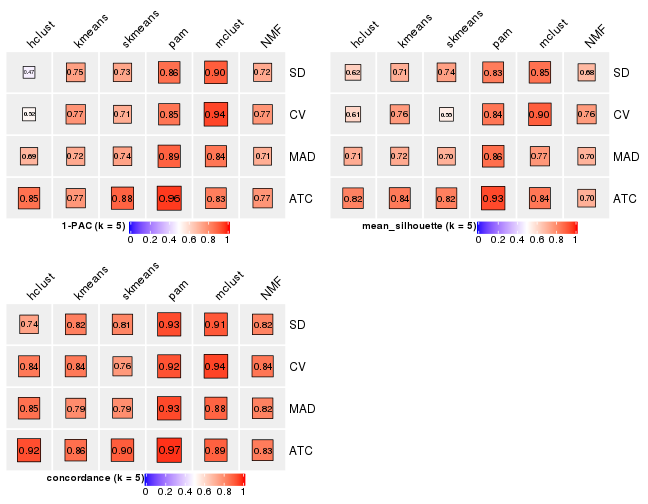 hclust kmeans skmeans pam mclust NMF
0.47 0.75 0.73 0.86 0.90 0.72 SD
0.52 0.77 0.71 0.85 0.94 0.77 CV
0.69 0.72 0.74 0.89 0.84 0.71 MAD
0.85 0.77 0.88 0.96 0.83 0.77 ATC
1-PAC (k = 5)
0 0.2 0.4 0.6 0.8 1
hclust kmeans skmeans pam mclust NMF
0.62 0.71 0.74 0.83 0.85 0.68 SD
0.61 0.76 0.55 0.84 0.90 0.76 CV
0.71 0.72 0.70 0.86 0.77 0.70 MAD
0.82 0.84 0.82 0.93 0.84 0.70 ATC
mean_silhouette (k = 5)
0 0.2 0.4 0.6 0.8 1
hclust kmeans skmeans pam mclust NMF
0.74 0.82 0.81 0.93 0.91 0.82 SD
0.84 0.84 0.76 0.92 0.94 0.84 CV
0.85 0.79 0.79 0.93 0.88 0.82 MAD
0.92 0.86 0.90 0.97 0.89 0.83 ATC
concordance (k = 5)
0 0.2 0.4 0.6 0.8 1